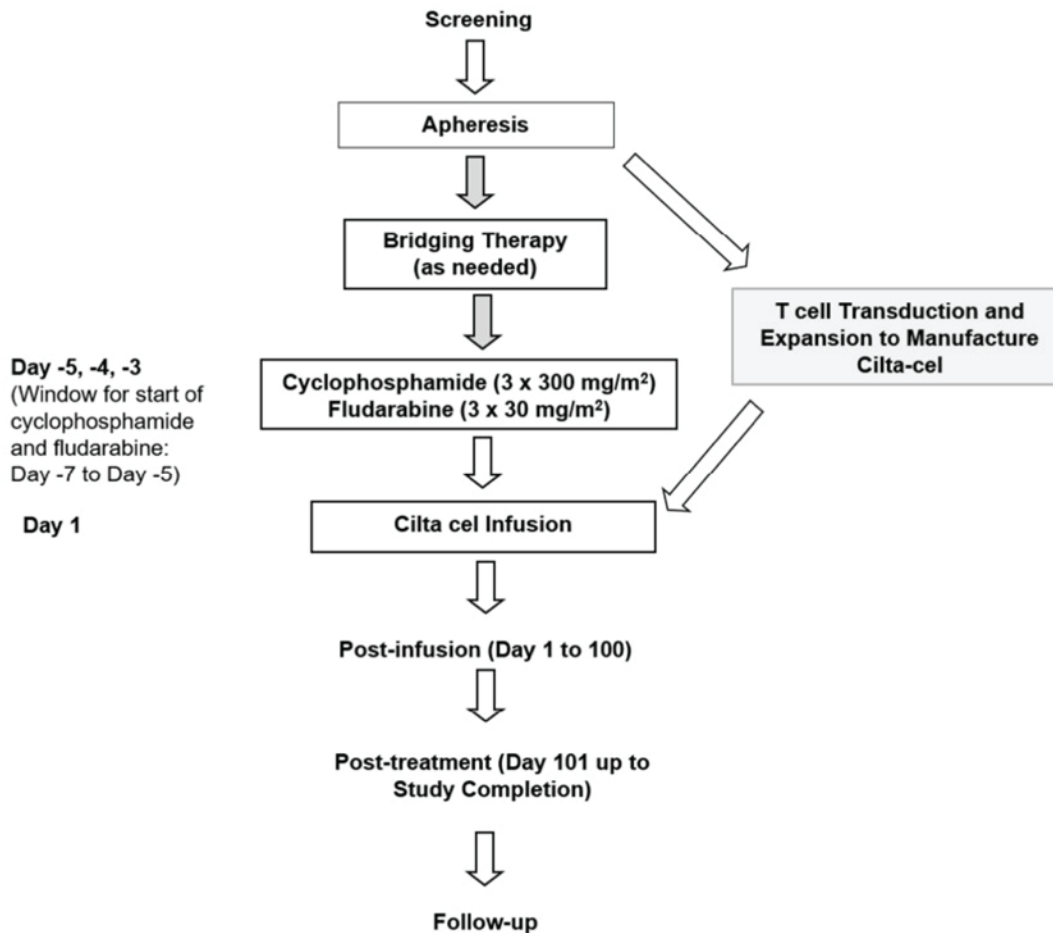 Screening
Apheresis
Bridging Therapy
(as needed)
T cell Transduction and
Expansion to Manufacture
Cilta-cel
Day -5, -4, -3
(Window for start of
cyclophosphamide
and fludarabine:
Day -7 to Day -5)
Cyclophosphamide (3 x 300 mg/m²)
Fludarabine (3 x 30 mg/m²)
Day 1
Cilta cel Infusion
Post-infusion (Day 1 to 100)
Post-treatment (Day 101 up to
Study Completion)
Follow-up